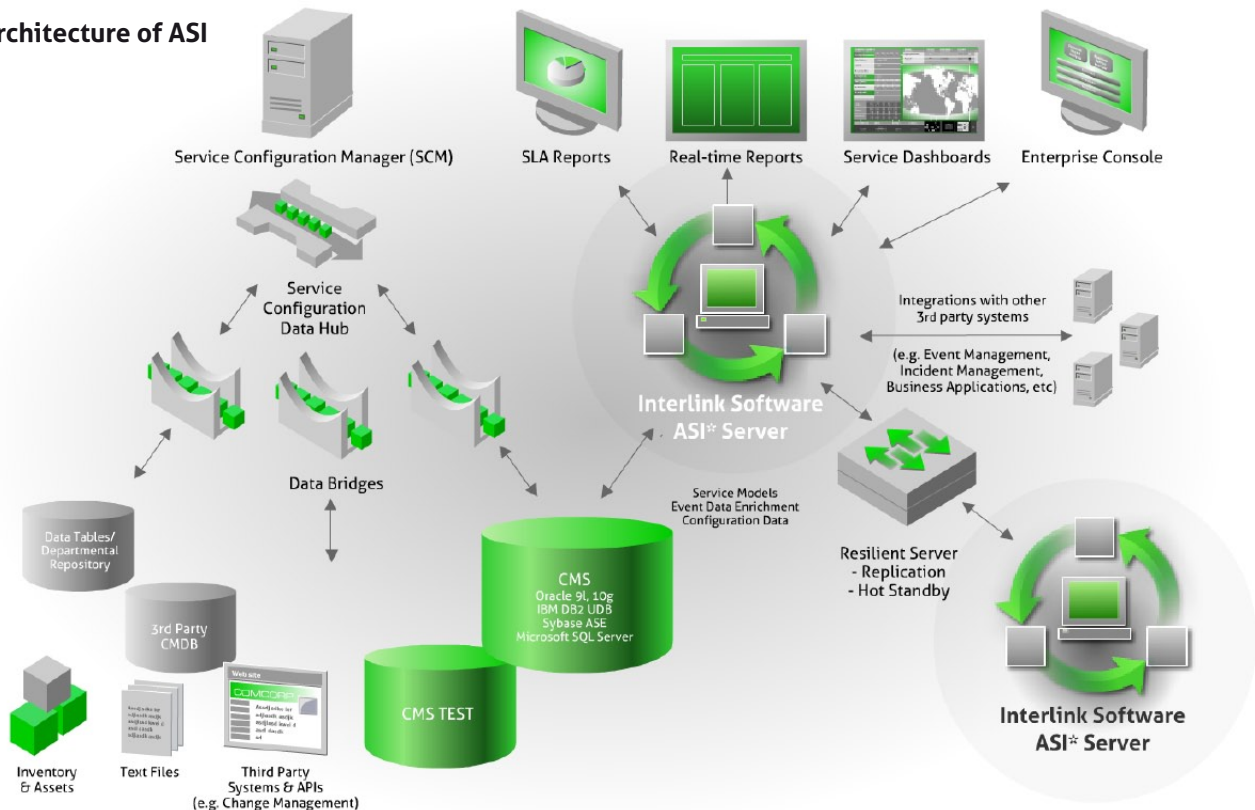 rchitecture of ASI
Service Configuration Manager (SCM)
SLA Reports
Real-time Reports
Service Dashboards
Enterprise Console
Service
Configuration
Data Hub
Integrations with other
3rd party systems
(e.g. Event Management,
Incident Management,
Business Applications, etc)
Interlink Software
ASI* Server
Data Bridges
Service Models
Event Data Enrichment
Configuration Data
Data Tables/
Departmental
Repository
Resilient Server
- Replication
- Hot Standby
CMS
Oracle 9i, 10g
IBM DB2 UDB
Sybase ASE
Microsoft SQL Server
3rd Party
CMDB
Web site
COMCORP
CMS TEST
Interlink Software
ASI* Server
Inventory
& Assets
Text Files
Third Party
Systems & APIs
(e.g. Change Management)